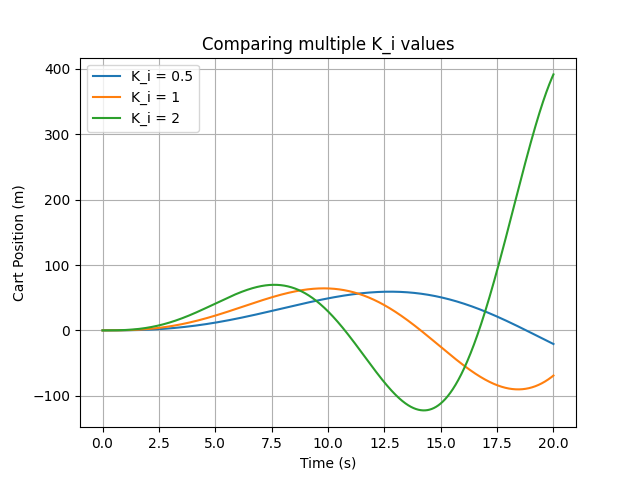 Comparing multiple K_i values
K_i = 0.5
K_i = 1
K_i = 2
400
300
200
100
0
−100
Cart Position (m)
0.0 2.5 5.0 7.5 10.0 12.5 15.0 17.5 20.0
Time (s)